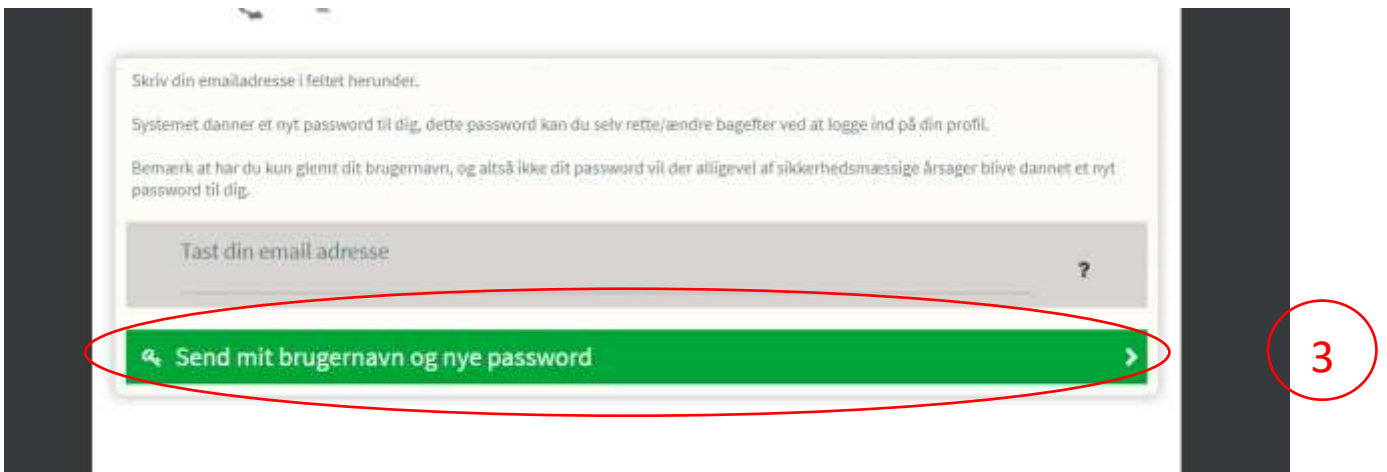 Skriv din emailadresse i feltet herunder.
Systemet danner et nyt password til dig, dette password kan du selv rette/ændre bagefter ved at logge ind på din profil.
Bemærk at har du kun glemt dit brugernavn, og altså ikke dit password vil der alligevel af sikkerhedsmæssige årsager blive dannet et nyt
password til dig.
Tast din email adresse
?
Send mit brugernavn og nye password
3